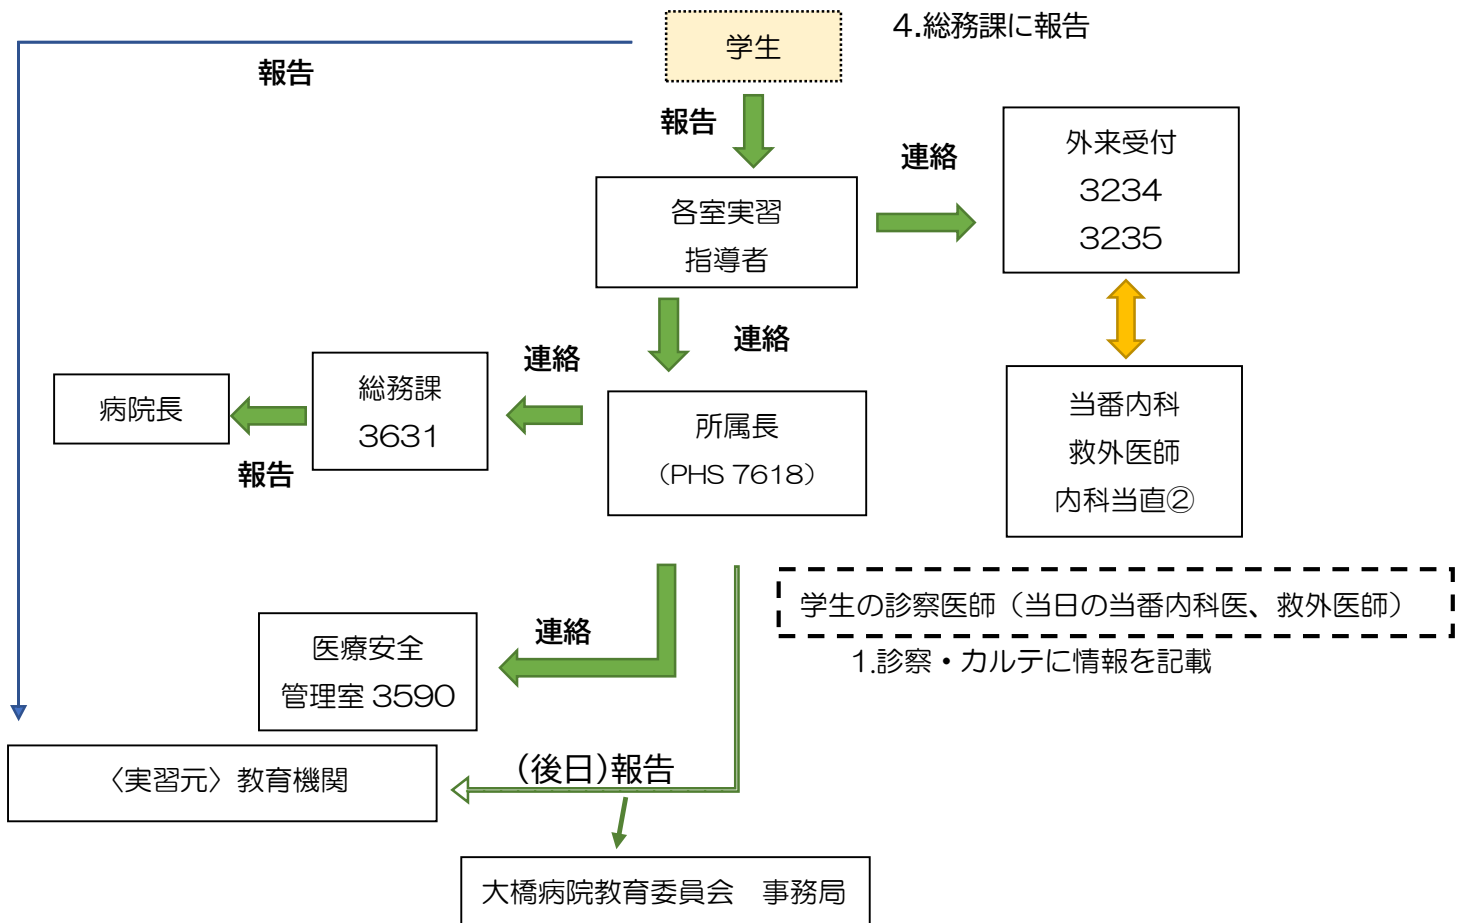 4.総務課に報告
学生
報告
報告
外来受付
3234
3235
連絡
各室実習
指導者
連絡
連絡
総務課
3631
病院長
報告
所属長
（PHS 7618）
当番内科
救外医師
内科当直②
学生の診察医師（当日の当番内科医、救外医師）
1.診察・カルテに情報を記載
連絡
医療安全
管理室 3590
〈実習元〉教育機関
(後日)報告
大橋病院教育委員会　事務局